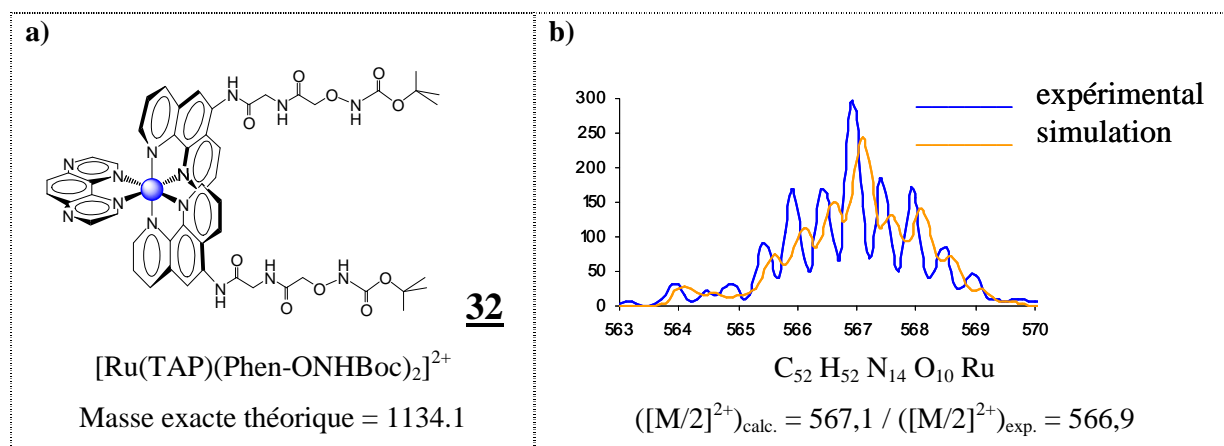 a)
H
N
O
N
H
O
O
N
H
O
O
N
N
N
N
N
N
N
N
N
H
O
H
N
O
O
H
N
O
O
32
[Ru(TAP)(Phen-ONHBoc)₂]²⁺
Masse exacte théorique = 1134.1
b)
expérimental
simulation
300
250
200
150
100
50
0
563 564 565 566 567 568 569 570
C₅₂ H₅₂ N₁₄ O₁₀ Ru
([M/2]²⁺)calc. = 567,1 / ([M/2]²⁺)exp. = 566,9